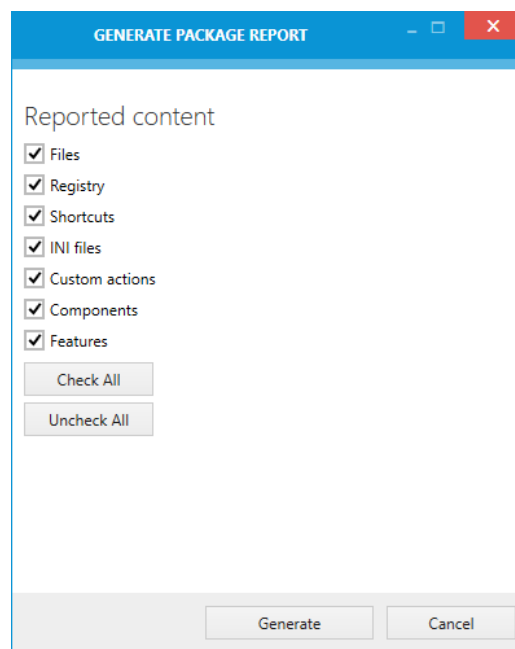 GENERATE PACKAGE REPORT
Reported content
Files
Registry
Shortcuts
INI files
Custom actions
Components
Features
Check All
Uncheck All
Generate Cancel